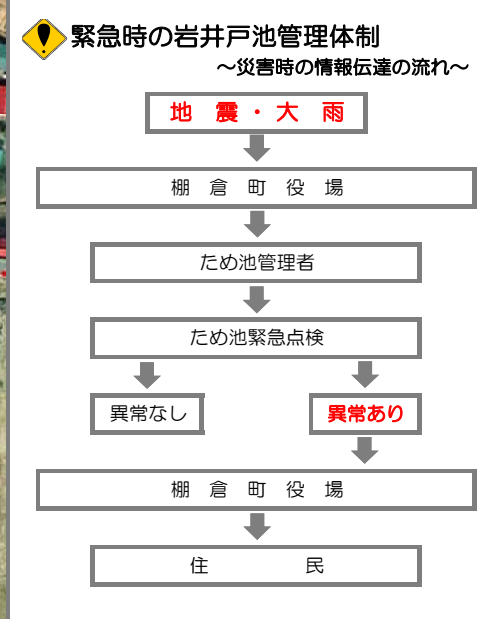 緊急時の岩井戸池管理体制
～災害時の情報伝達の流れ～
地　震・大　雨
棚　倉　町　役　場
ため池管理者
ため池緊急点検
異常なし　異常あり
棚　倉　町　役　場
住　　　　　民